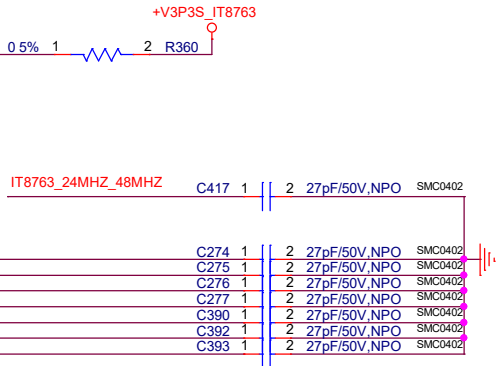 +V3P3S_IT8763
0 5% 1 2 R360
IT8763_24MHZ_48MHZ C417 1 2 27pF/50V,NPO SMC0402
C274 1 2 27pF/50V,NPO SMC0402
C275 1 2 27pF/50V,NPO SMC0402
C276 1 2 27pF/50V,NPO SMC0402
C277 1 2 27pF/50V,NPO SMC0402
C390 1 2 27pF/50V,NPO SMC0402
C392 1 2 27pF/50V,NPO SMC0402
C393 1 2 27pF/50V,NPO SMC0402